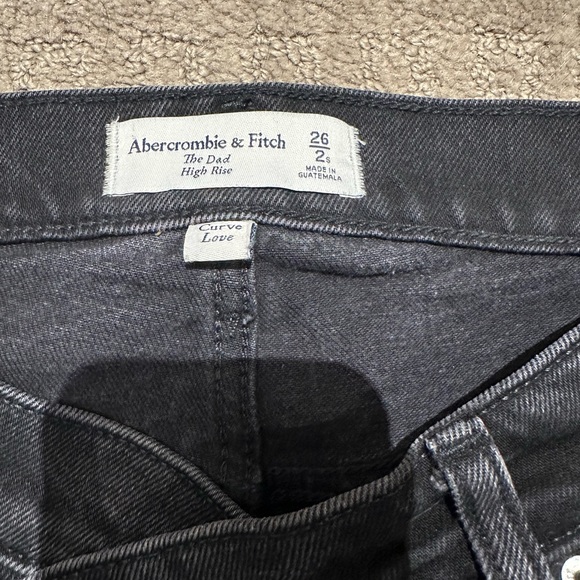 Abercrombie & Fitch
The Dad
High Rise
26
2s
MADE IN
GUATEMALA
Curve
Love